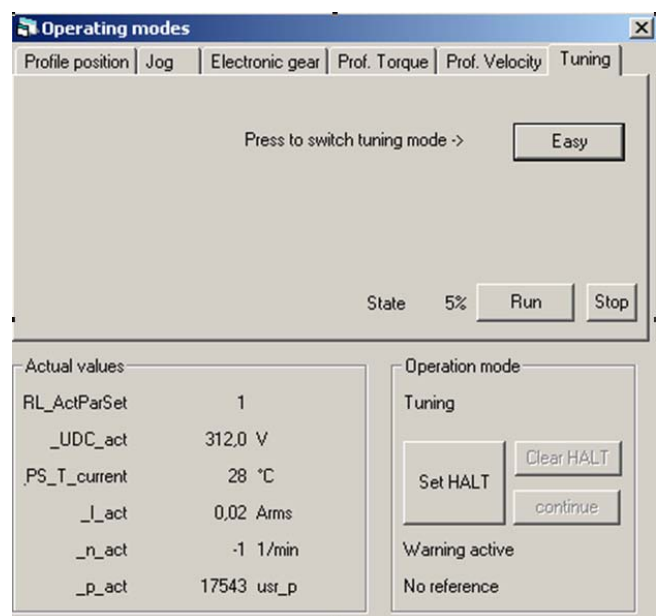 Operating modes
Profile position Jog Electronic gear Prof. Torque Prof. Velocity Tuning
Press to switch tuning mode -> Easy
State 5% Run Stop
Actual values
RL_ActParSet 1
_UDC_act 312,0 V
PS_T_current 28 °C
_I_act 0,02 Arms
_n_act -1 1/min
_p_act 17543 usr_p
Operation mode
Tuning
Set HALT Clear HALT
continue
Warning active
No reference